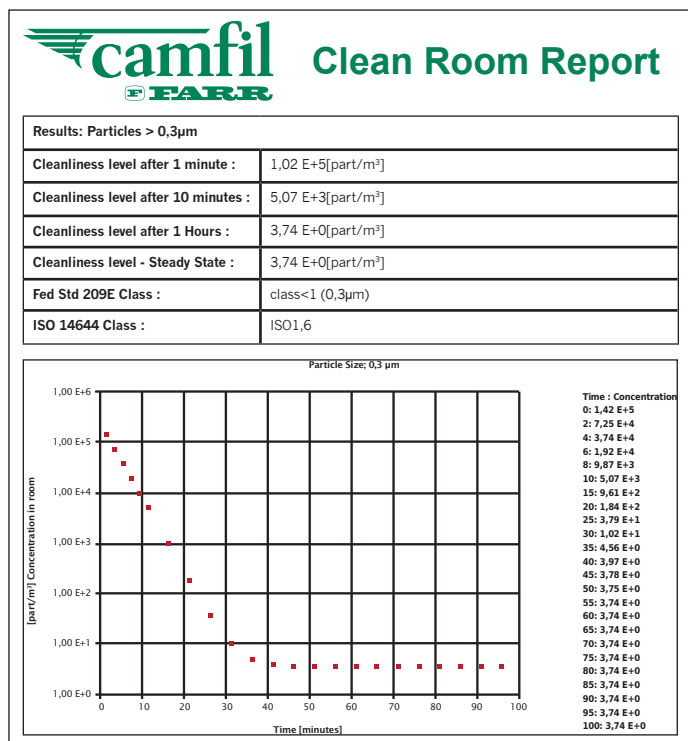 camfil
FARR
Clean Room Report
Results: Particles > 0,3µm
Cleanliness level after 1 minute : 1,02 E+5[part/m³]
Cleanliness level after 10 minutes : 5,07 E+3[part/m³]
Cleanliness level after 1 Hours : 3,74 E+0[part/m³]
Cleanliness level - Steady State : 3,74 E+0[part/m³]
Fed Std 209E Class : class<1 (0,3µm)
ISO 14644 Class : ISO1,6
Particle Size; 0,3 µm
[part/m³] Concentration in room
1,00 E+6
1,00 E+5
1,00 E+4
1,00 E+3
1,00 E+2
1,00 E+1
1,00 E+0
0 10 20 30 40 50 60 70 80 90 100
Time [minutes]
Time : Concentration
0: 1,42 E+5
2: 7,25 E+4
4: 3,74 E+4
6: 1,92 E+4
8: 9,87 E+3
10: 5,07 E+3
15: 9,61 E+2
20: 1,84 E+2
25: 3,79 E+1
30: 1,02 E+1
35: 4,56 E+0
40: 3,97 E+0
45: 3,78 E+0
50: 3,75 E+0
55: 3,74 E+0
60: 3,74 E+0
65: 3,74 E+0
70: 3,74 E+0
75: 3,74 E+0
80: 3,74 E+0
85: 3,74 E+0
90: 3,74 E+0
95: 3,74 E+0
100: 3,74 E+0